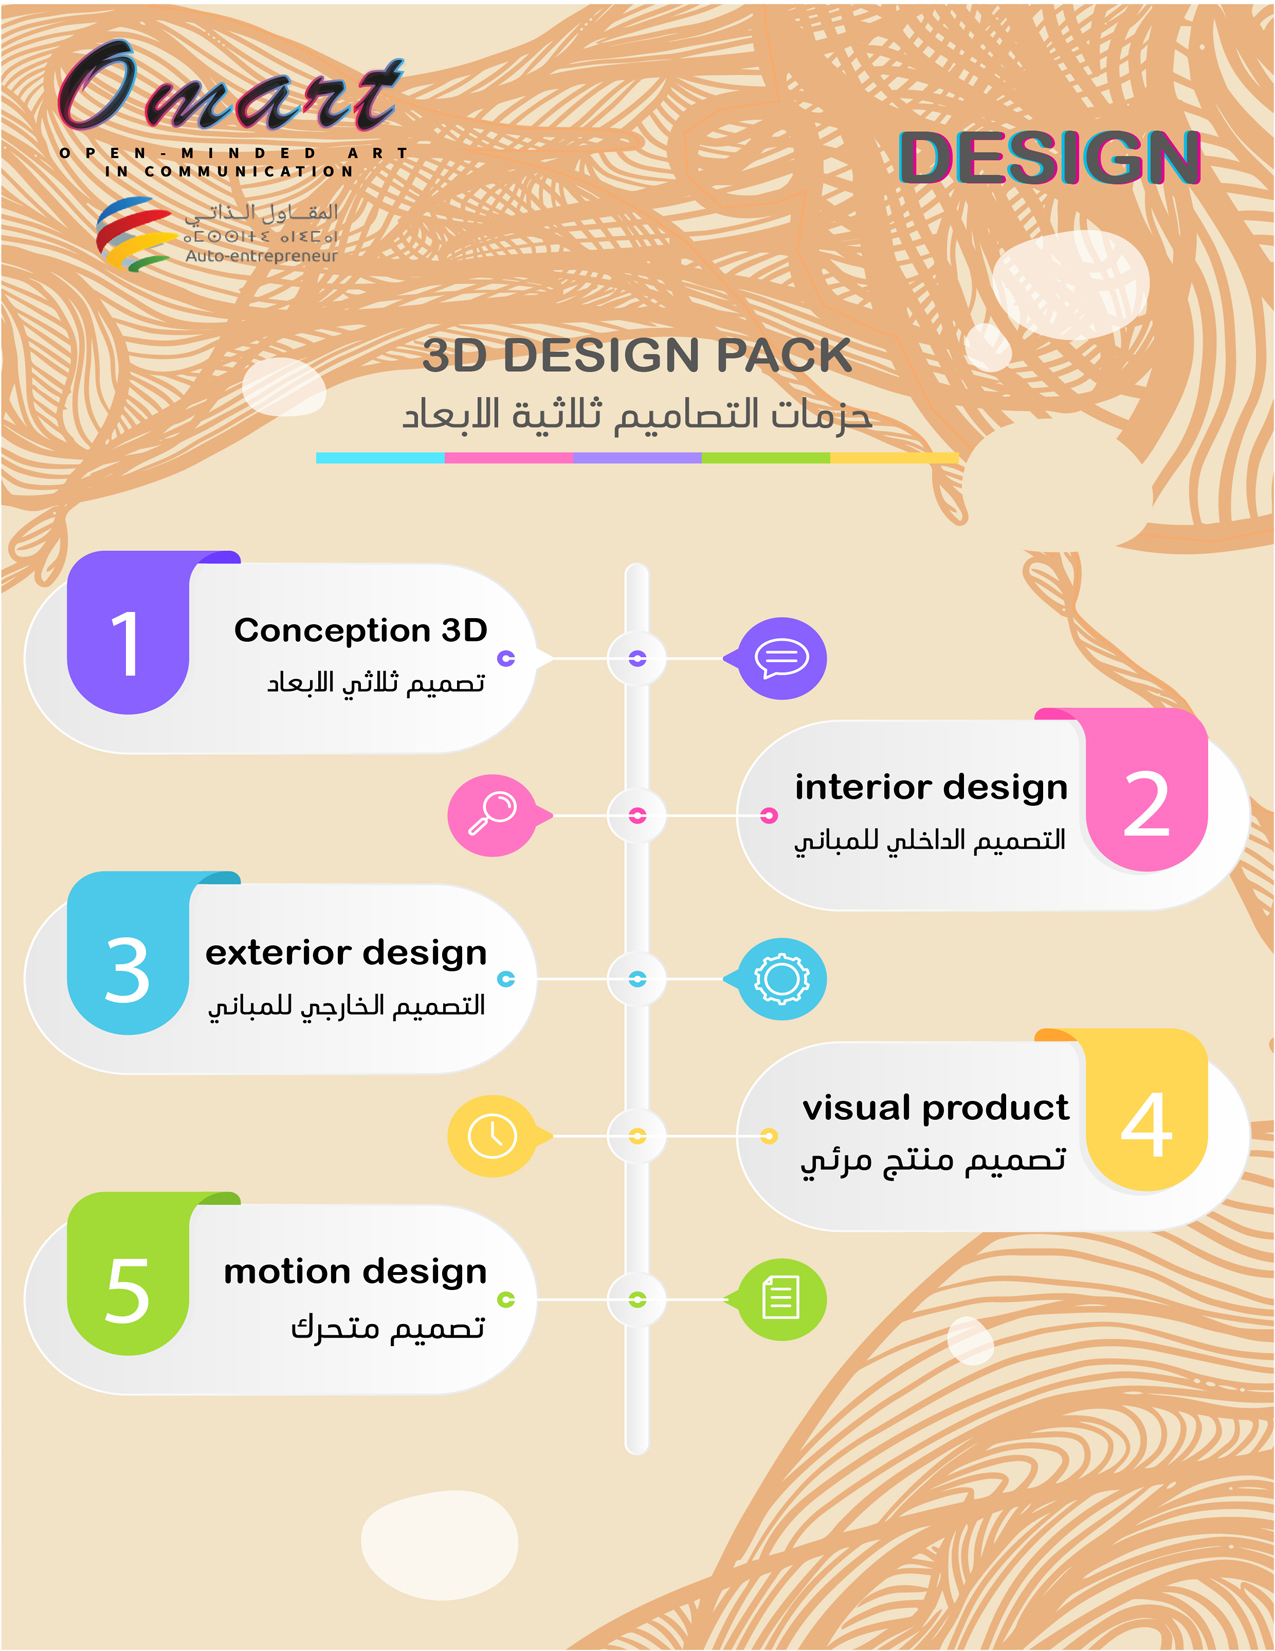 Omart
OPEN-MINDED ART
IN COMMUNICATION
المقاول الذاتي
ⴰⵎⵙⵙⵏⵜⵉ ⴰⵏⵉⵎⴰⵏ
Auto-entrepreneur
DESIGN
3D DESIGN PACK
حزمات التصاميم ثلاثية الابعاد
1
Conception 3D
تصميم ثلاثي الابعاد
2
interior design
التصميم الداخلي للمباني
3
exterior design
التصميم الخارجي للمباني
4
visual product
تصميم منتج مرئي
5
motion design
تصميم متحرك